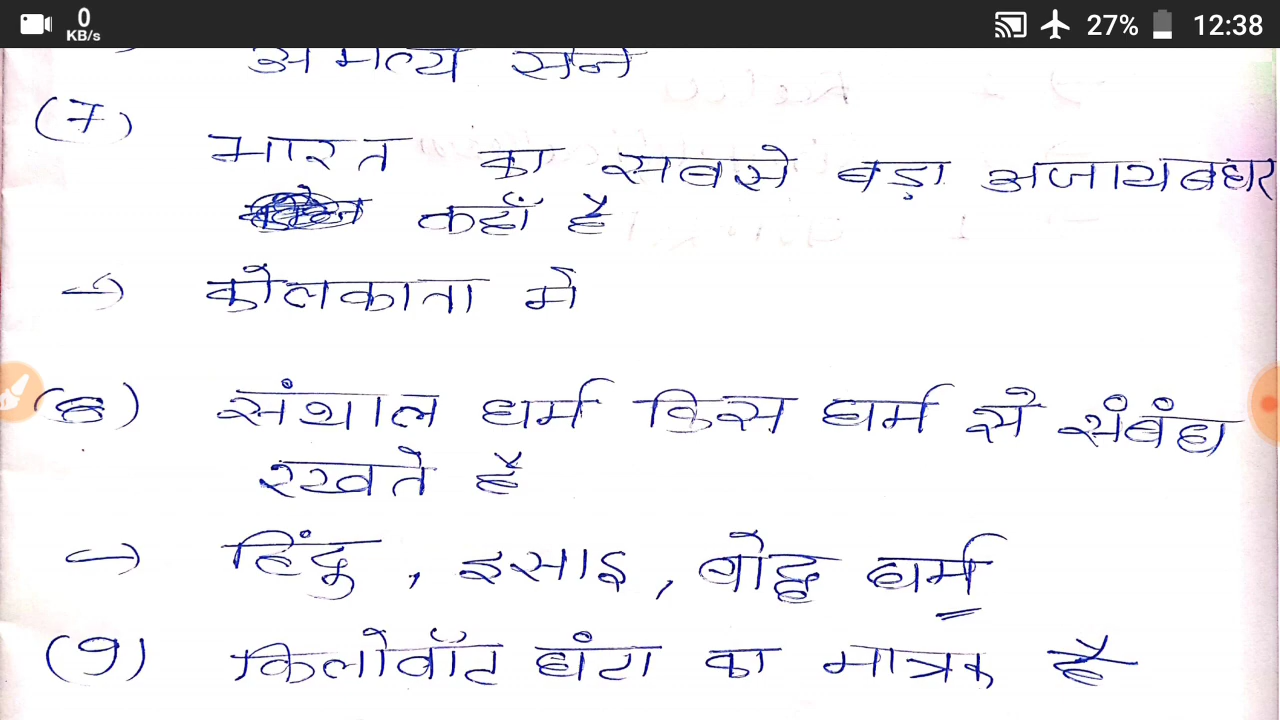 0
KB/s
27% 12:38
अमर्त्य सेन
(7)
भारत का सबसे बड़ा अजायबघर
कहाँ है
→ कोलकाता में
(8) संथाल धर्म किस धर्म से संबंध
रखते है
→ हिंदु, इसाइ, बोद्ध धर्म
(9) किलोवॉट घंटा का मात्रक है